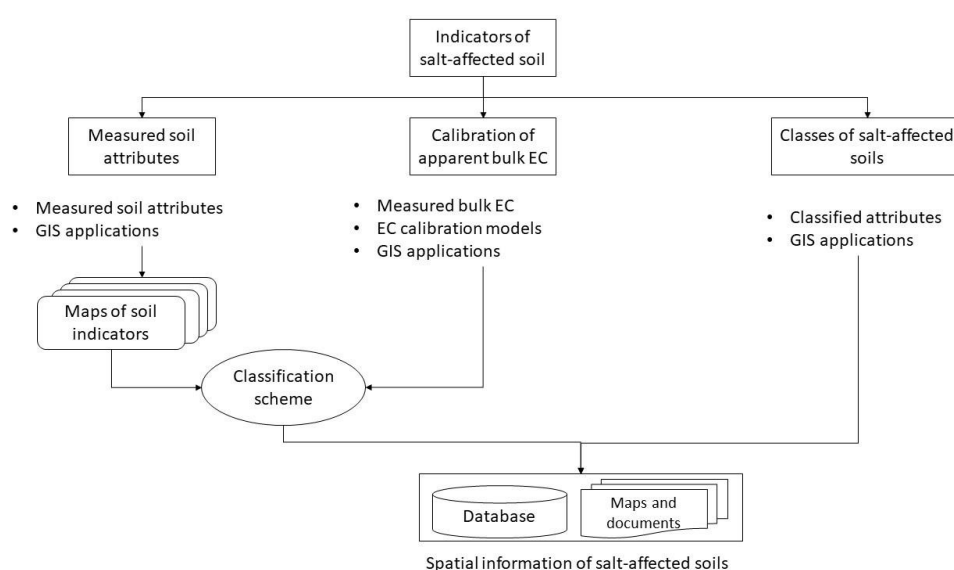 Indicators of
salt-affected soil
Measured soil
attributes
Calibration of
apparent bulk EC
Classes of salt-affected
soils
• Measured soil attributes
• GIS applications
• Measured bulk EC
• EC calibration models
• GIS applications
• Classified attributes
• GIS applications
Maps of soil
indicators
Classification
scheme
Database
Maps and
documents
Spatial information of salt-affected soils